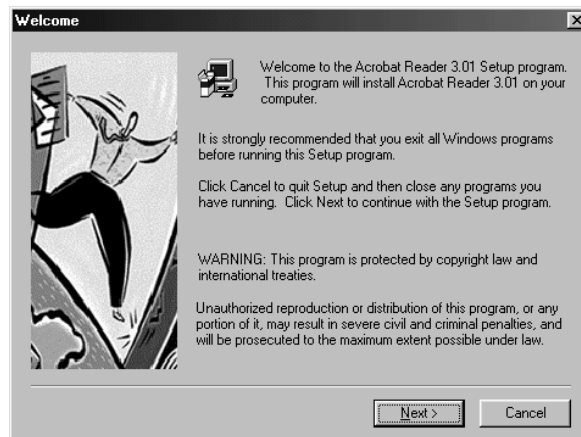 Welcome
Welcome to the Acrobat Reader 3.01 Setup program.
This program will install Acrobat Reader 3.01 on your
computer.
It is strongly recommended that you exit all Windows programs
before running this Setup program.
Click Cancel to quit Setup and then close any programs you
have running. Click Next to continue with the Setup program.
WARNING: This program is protected by copyright law and
international treaties.
Unauthorized reproduction or distribution of this program, or any
portion of it, may result in severe civil and criminal penalties, and
will be prosecuted to the maximum extent possible under law.
Next >
Cancel